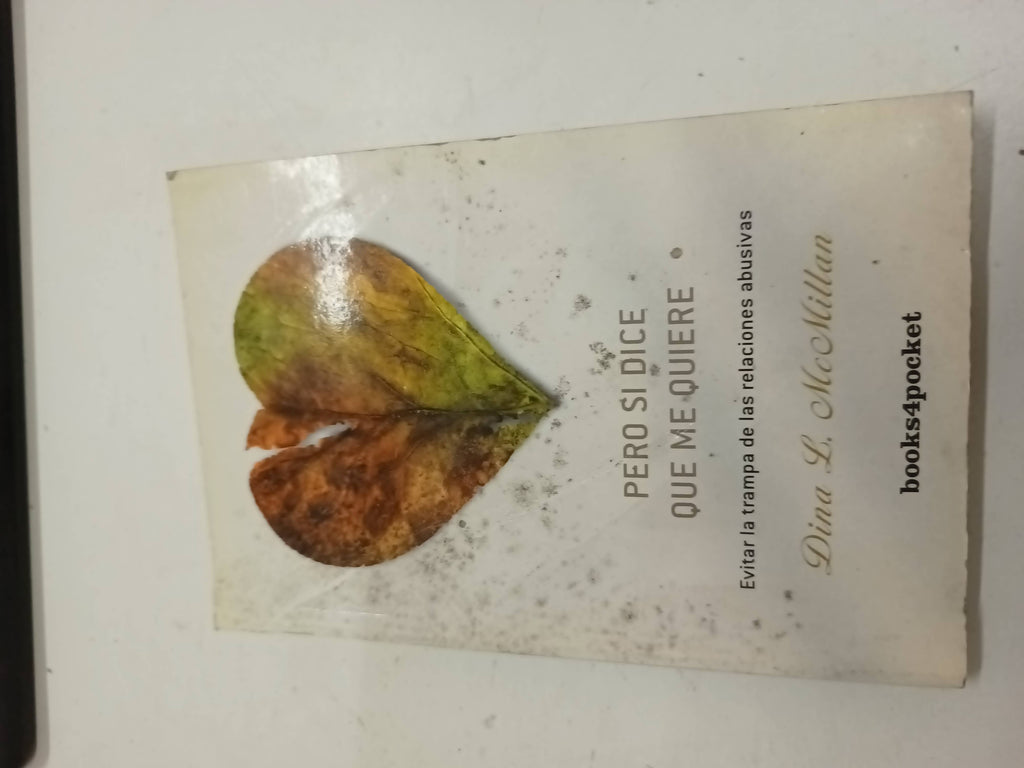 PERO SI DICE
QUE ME QUIERE
Evitar la trampa de las relaciones abusivas
Dina L. McMillan
books4pocket